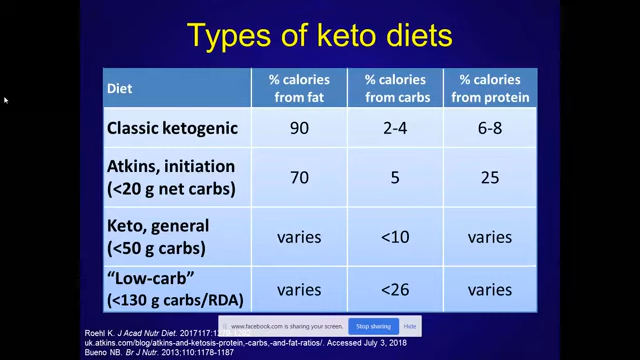 Types of keto diets
Diet
% calories from fat
% calories from carbs
% calories from protein
Classic ketogenic
90
2-4
6-8
Atkins, initiation
(<20 g net carbs)
70
5
25
Keto, general
(<50 g carbs)
varies
<10
varies
"Low-carb"
(<130 g carbs/RDA)
varies
<26
varies
www.facebook.com is sharing your screen.
Stop sharing
Hide
Roehl K. J Acad Nutr Diet. 2017117:
uk.atkins.com/blog/atkins-and-ketosis-protein,-carbs,-and-fat-ratios/. Accessed July 3, 2018
Bueno NB. Br J Nutr. 2013;110:1178-1187